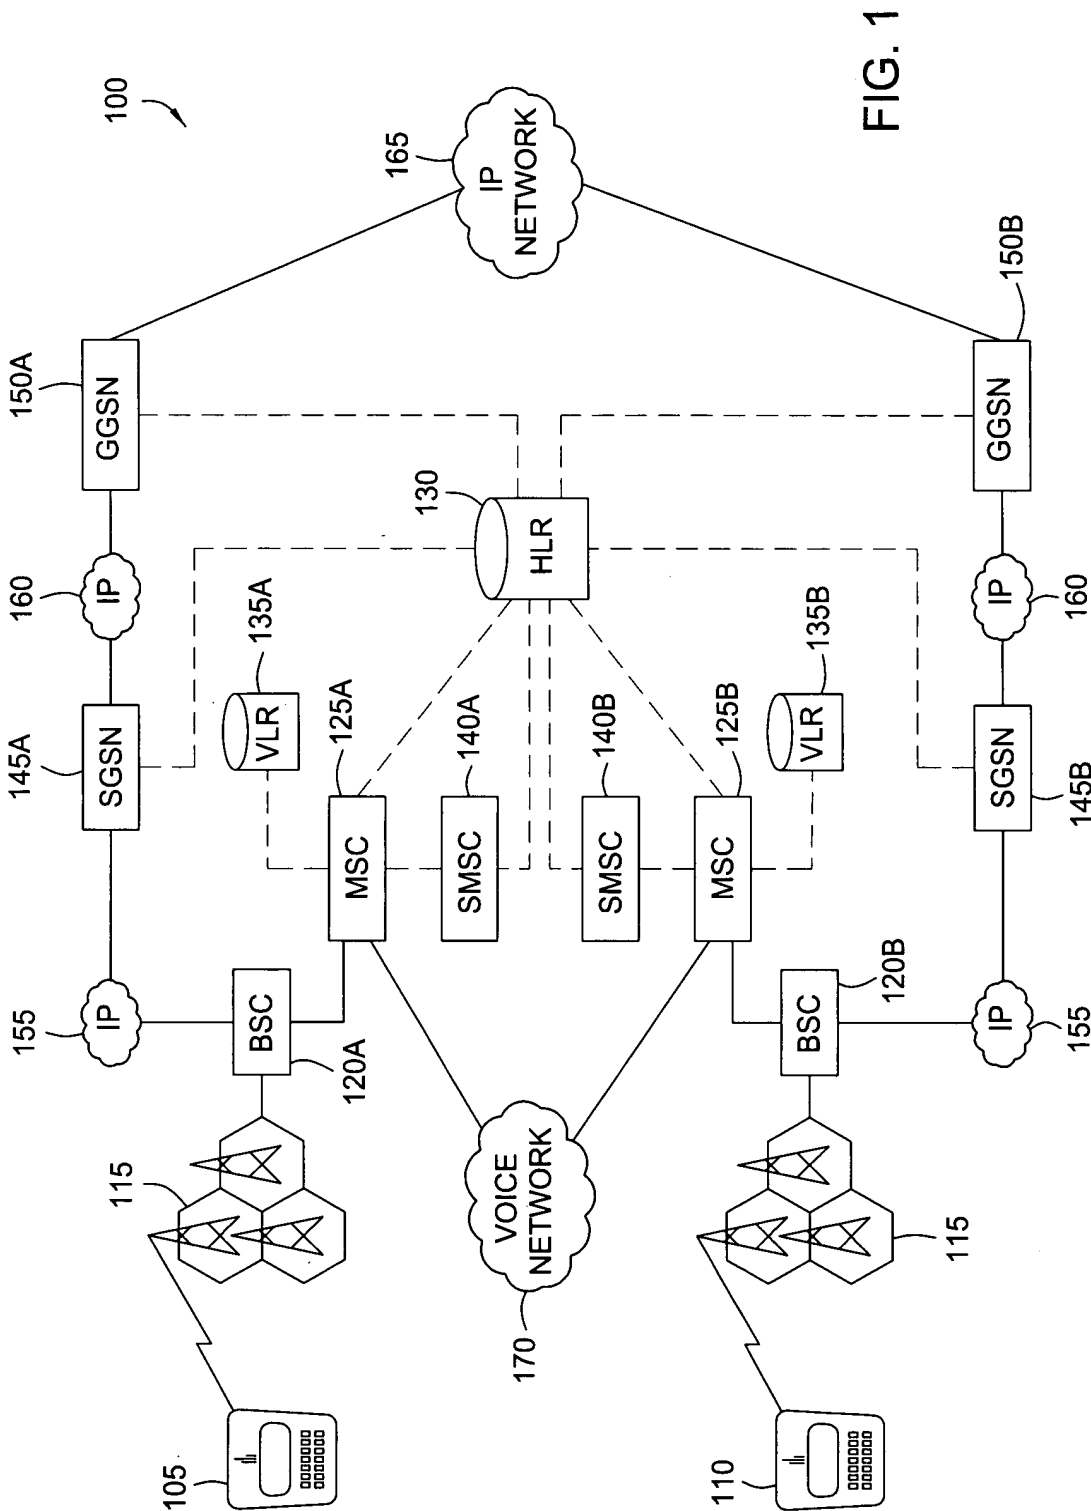 100
165
IP
NETWORK
FIG. 1
150A
GGSN
150B
GGSN
130
HLR
160
IP
160
IP
135A
VLR
135B
VLR
145A
SGSN
125A
MSC
140A
SMSC
140B
SMSC
125B
MSC
145B
SGSN
155
IP
BSC
120A
120B
BSC
155
IP
115
VOICE
NETWORK
170
115
105
110